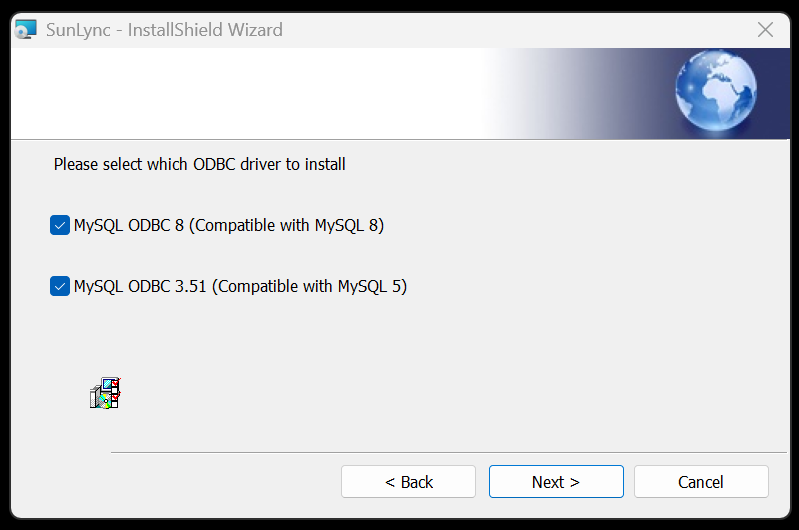 SunLync - InstallShield Wizard
Please select which ODBC driver to install
MySQL ODBC 8 (Compatible with MySQL 8)
MySQL ODBC 3.51 (Compatible with MySQL 5)
< Back
Next >
Cancel